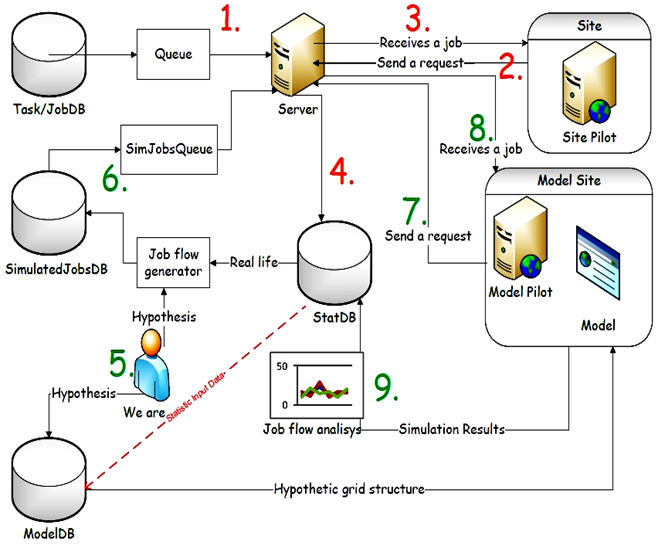 1.
3.
Site
Queue
Receives a job
Send a request
2.
Task/JobDB
Server
Site Pilot
SimJobsQueue
8.
Receives a job
6.
4.
Model Site
7.
Send a request
SimulatedJobsDB
Job flow
generator
Real life
Model Pilot
StatDB
Model
Hypothesis
5.
50
0
9.
Hypothesis
We are
Statistic Input Data
Job flow analisys
Simulation Results
Hypothetic grid structure
ModelDB